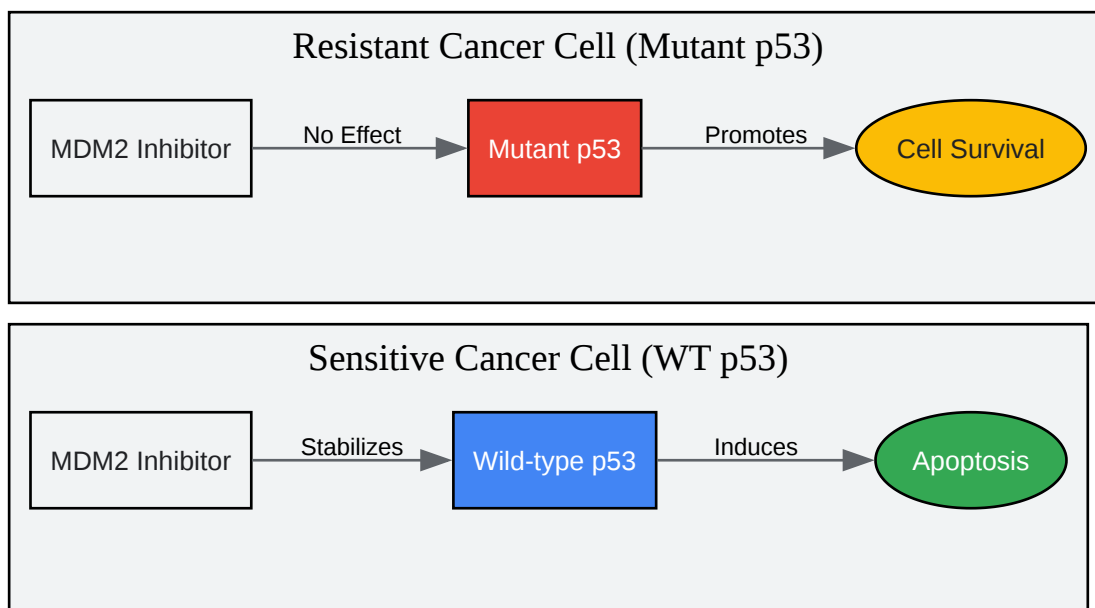 Resistant Cancer Cell (Mutant p53)
MDM2 Inhibitor
No Effect
Mutant p53
Promotes
Cell Survival
Sensitive Cancer Cell (WT p53)
MDM2 Inhibitor
Stabilizes
Wild-type p53
Induces
Apoptosis